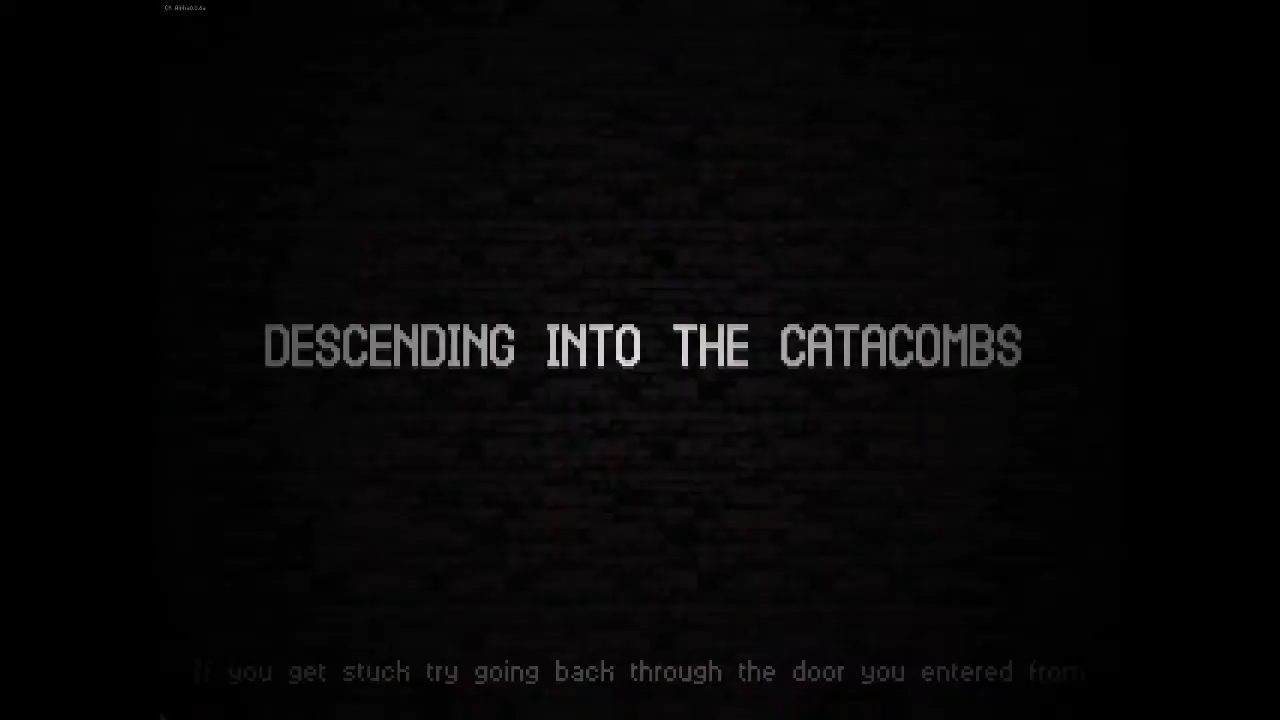 DESCENDING INTO THE CATACOMBS
If you get stuck try going back through the door you entered from